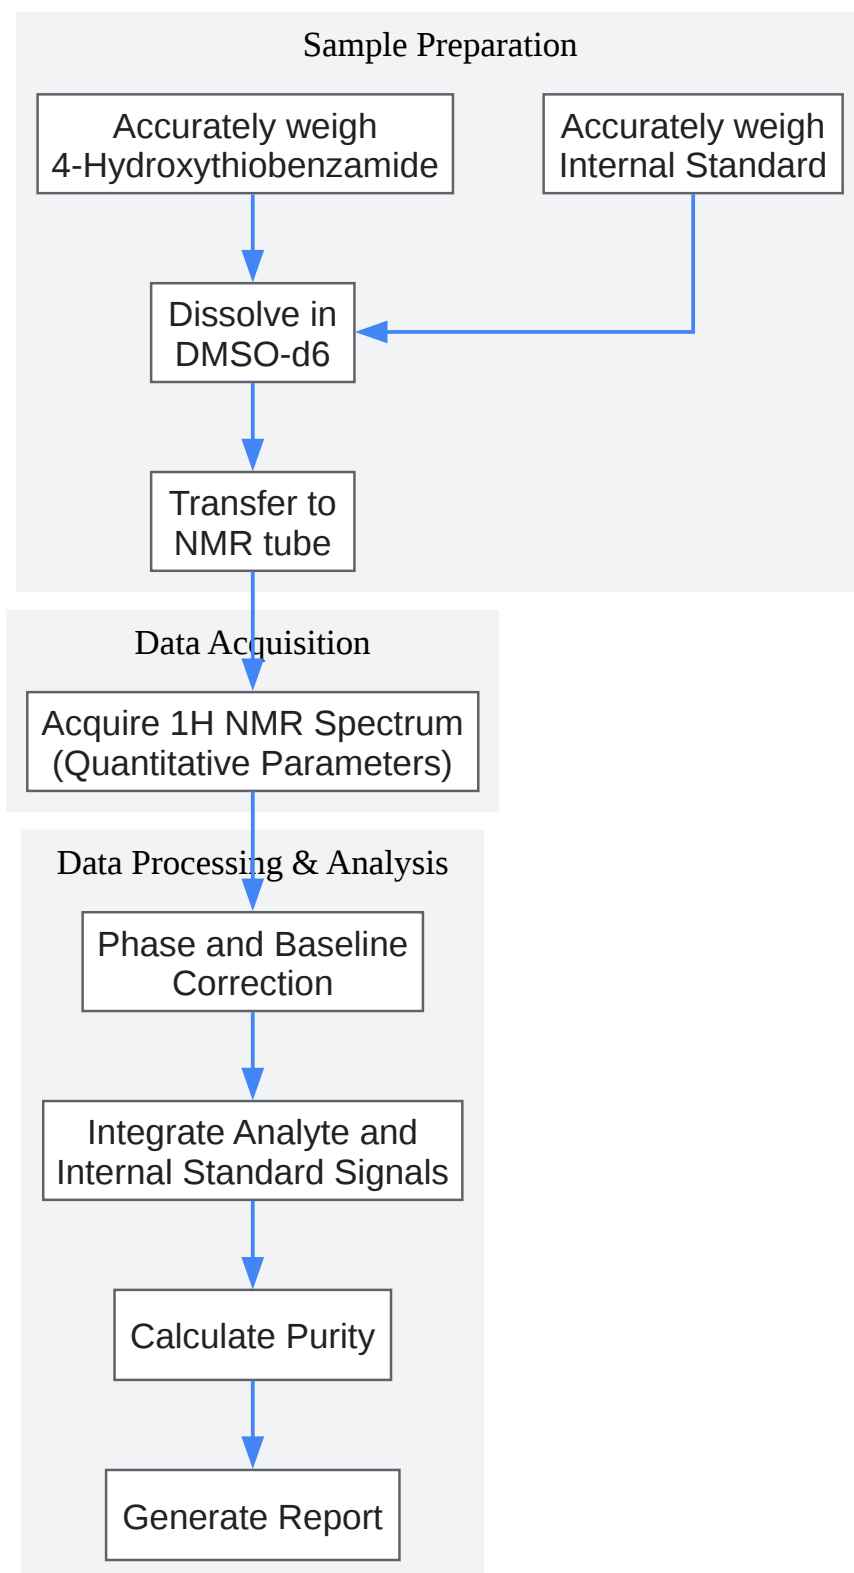 Sample Preparation
Accurately weigh
4-Hydroxythiobenzamide
Accurately weigh
Internal Standard
Dissolve in
DMSO-d6
Transfer to
NMR tube
Data Acquisition
Acquire 1H NMR Spectrum
(Quantitative Parameters)
Data Processing & Analysis
Phase and Baseline
Correction
Integrate Analyte and
Internal Standard Signals
Calculate Purity
Generate Report